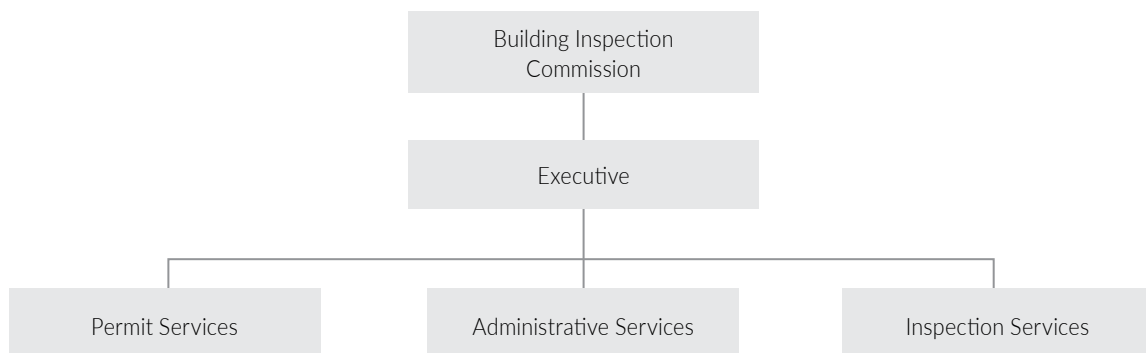 Building Inspection
Commission
Executive
Permit Services
Administrative Services
Inspection Services